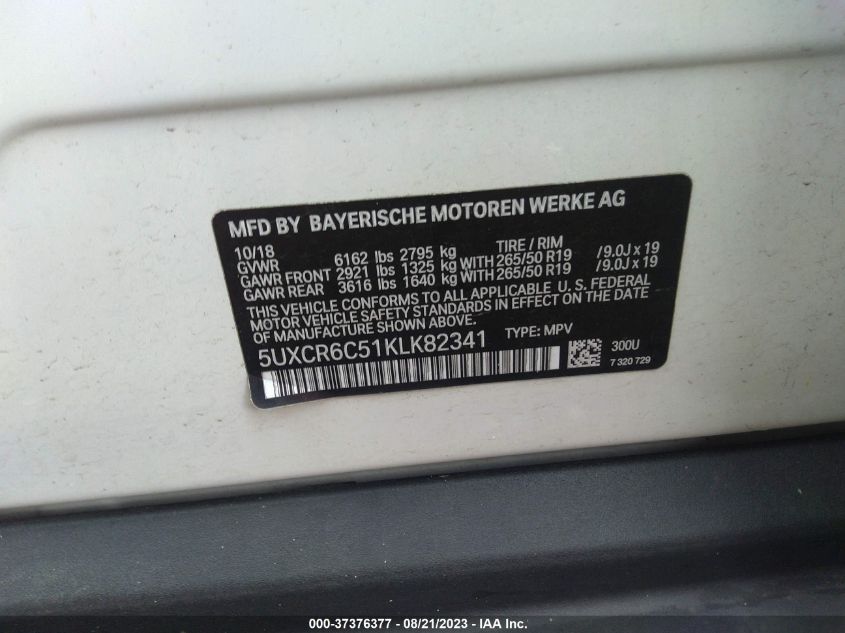 MFD BY BAYERISCHE MOTOREN WERKE AG
10/18 TIRE / RIM
GVWR 6162 lbs 2795 kg
GAWR FRONT 2921 lbs 1325 kg WITH 265/50 R19 /9.0J x 19
GAWR REAR 3616 lbs 1640 kg WITH 265/50 R19 /9.0J x 19
THIS VEHICLE CONFORMS TO ALL APPLICABLE U. S. FEDERAL
MOTOR VEHICLE SAFETY STANDARDS IN EFFECT ON THE DATE
OF MANUFACTURE SHOWN ABOVE.
5UXCR6C51KLK82341 TYPE: MPV
300U
7 320 729
000-37376377 - 08/21/2023 - IAA Inc.